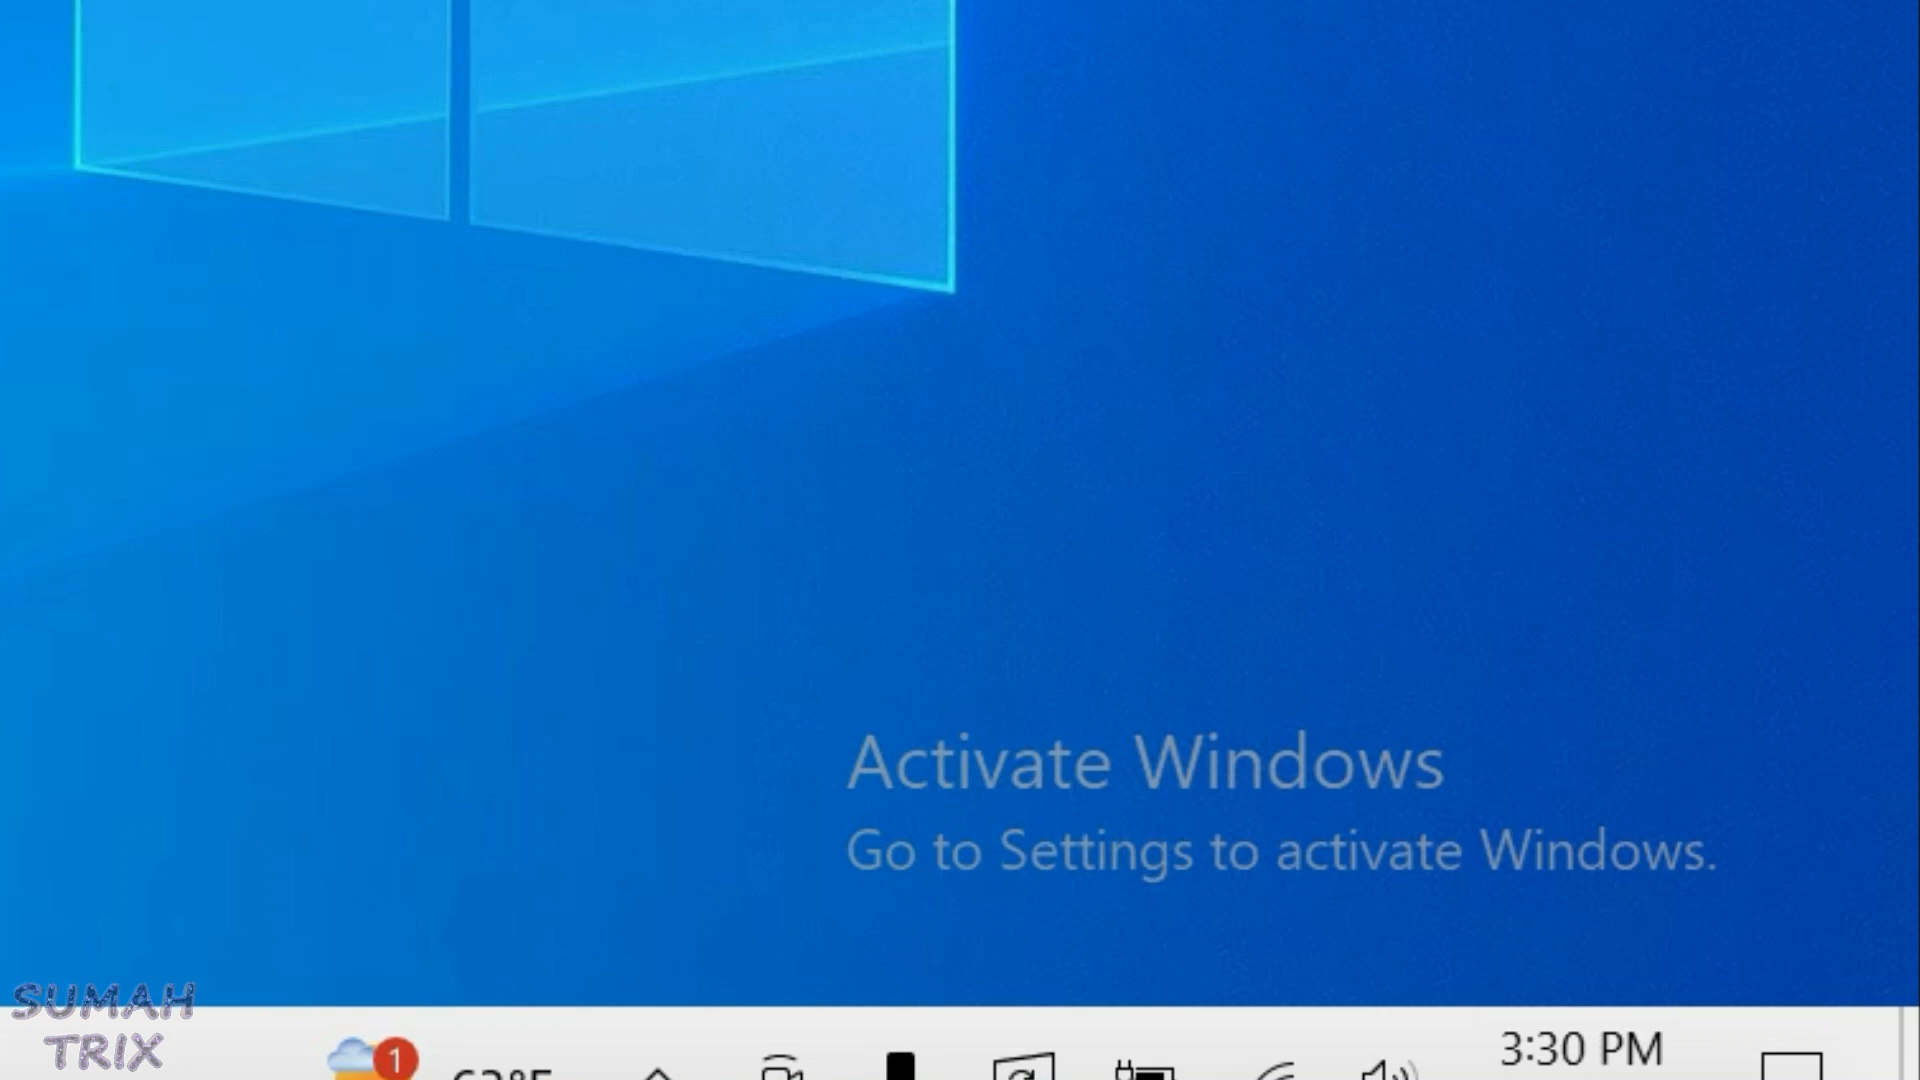 Activate Windows
Go to Settings to activate Windows.
SUMAH
TRIX
1
3:30 PM